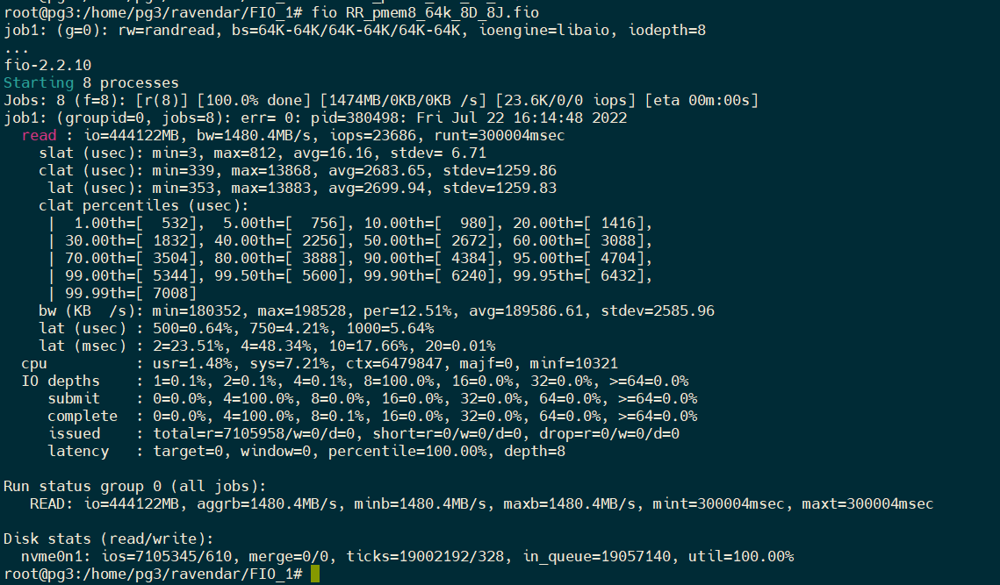 root@pg3:/home/pg3/ravendar/FIO_1# fio RR_pmem8_64k_8D_8J.fio
job1: (g=0): rw=randread, bs=64K-64K/64K-64K/64K-64K, ioengine=libaio, iodepth=8
...
fio-2.2.10
Starting 8 processes
Jobs: 8 (f=8): [r(8)] [100.0% done] [1474MB/0KB/0KB /s] [23.6K/0/0 iops] [eta 00m:00s]
job1: (groupid=0, jobs=8): err= 0: pid=380498: Fri Jul 22 16:14:48 2022
  read : io=444122MB, bw=1480.4MB/s, iops=23686, runt=300004msec
    slat (usec): min=3, max=812, avg=16.16, stdev= 6.71
    clat (usec): min=339, max=13868, avg=2683.65, stdev=1259.86
     lat (usec): min=353, max=13883, avg=2699.94, stdev=1259.83
    clat percentiles (usec):
     |  1.00th=[  532],  5.00th=[  756], 10.00th=[  980], 20.00th=[ 1416],
     | 30.00th=[ 1832], 40.00th=[ 2256], 50.00th=[ 2672], 60.00th=[ 3088],
     | 70.00th=[ 3504], 80.00th=[ 3888], 90.00th=[ 4384], 95.00th=[ 4704],
     | 99.00th=[ 5344], 99.50th=[ 5600], 99.90th=[ 6240], 99.95th=[ 6432],
     | 99.99th=[ 7008]
    bw (KB  /s): min=180352, max=198528, per=12.51%, avg=189586.61, stdev=2585.96
    lat (usec) : 500=0.64%, 750=4.21%, 1000=5.64%
    lat (msec) : 2=23.51%, 4=48.34%, 10=17.66%, 20=0.01%
  cpu          : usr=1.48%, sys=7.21%, ctx=6479847, majf=0, minf=10321
  IO depths    : 1=0.1%, 2=0.1%, 4=0.1%, 8=100.0%, 16=0.0%, 32=0.0%, >=64=0.0%
     submit    : 0=0.0%, 4=100.0%, 8=0.0%, 16=0.0%, 32=0.0%, 64=0.0%, >=64=0.0%
     complete  : 0=0.0%, 4=100.0%, 8=0.1%, 16=0.0%, 32=0.0%, 64=0.0%, >=64=0.0%
     issued    : total=r=7105958/w=0/d=0, short=r=0/w=0/d=0, drop=r=0/w=0/d=0
     latency   : target=0, window=0, percentile=100.00%, depth=8

Run status group 0 (all jobs):
   READ: io=444122MB, aggrb=1480.4MB/s, minb=1480.4MB/s, maxb=1480.4MB/s, mint=300004msec, maxt=300004msec

Disk stats (read/write):
  nvme0n1: ios=7105345/610, merge=0/0, ticks=19002192/328, in_queue=19057140, util=100.00%
root@pg3:/home/pg3/ravendar/FIO_1#